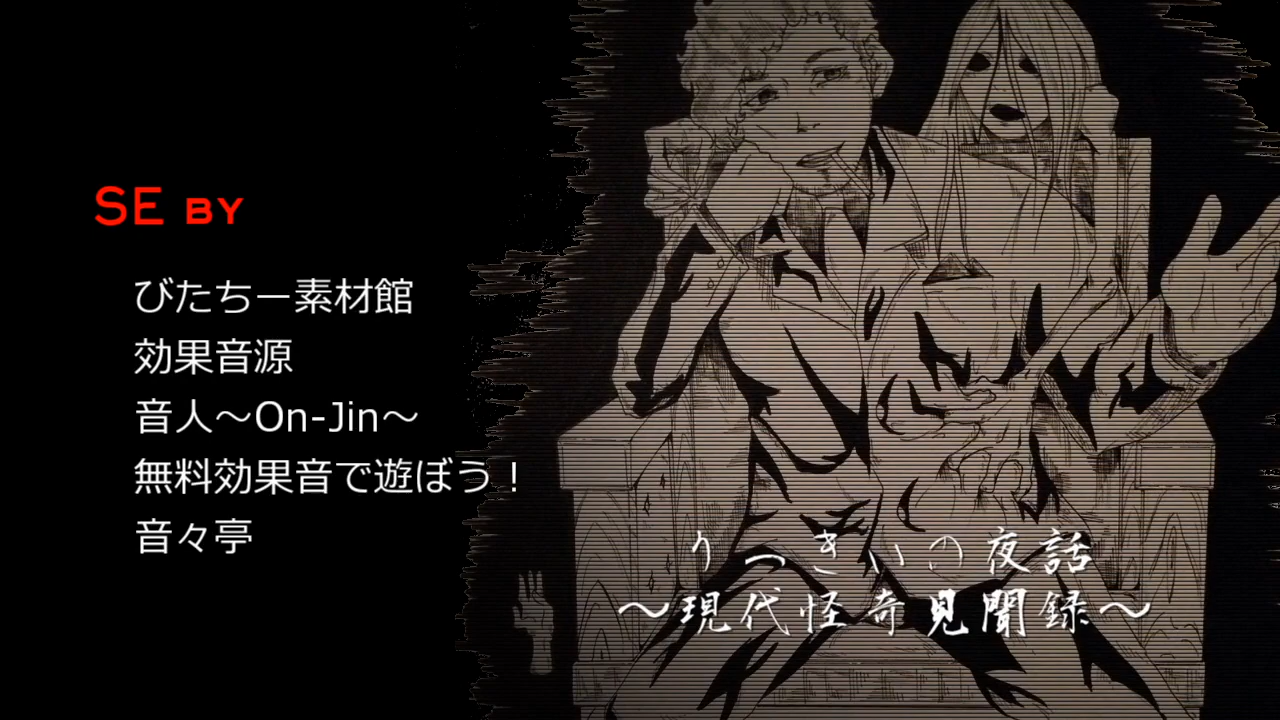 SE BY
びたちー素材館
効果音源
音人～On-Jin～
無料効果音で遊ぼう！
音々亭
りっきぃの夜話
～現代怪奇見聞録～